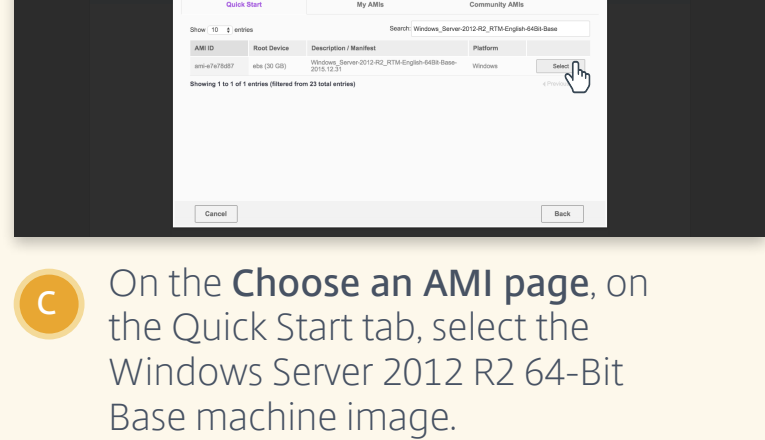 Quick Start My AMIs Community AMIs
Show 10 entries Search: Windows_Server-2012-R2_RTM-English-64Bit-Base
AMI ID Root Device Description / Manifest Platform
ami-e7e78d87 ebs (30 GB) Windows_Server-2012-R2_RTM-English-64Bit-Base-
2015.12.31 Windows Select
Showing 1 to 1 of 1 entries (filtered from 23 total entries)
Cancel Back
C
On the Choose an AMI page, on
the Quick Start tab, select the
Windows Server 2012 R2 64-Bit
Base machine image.